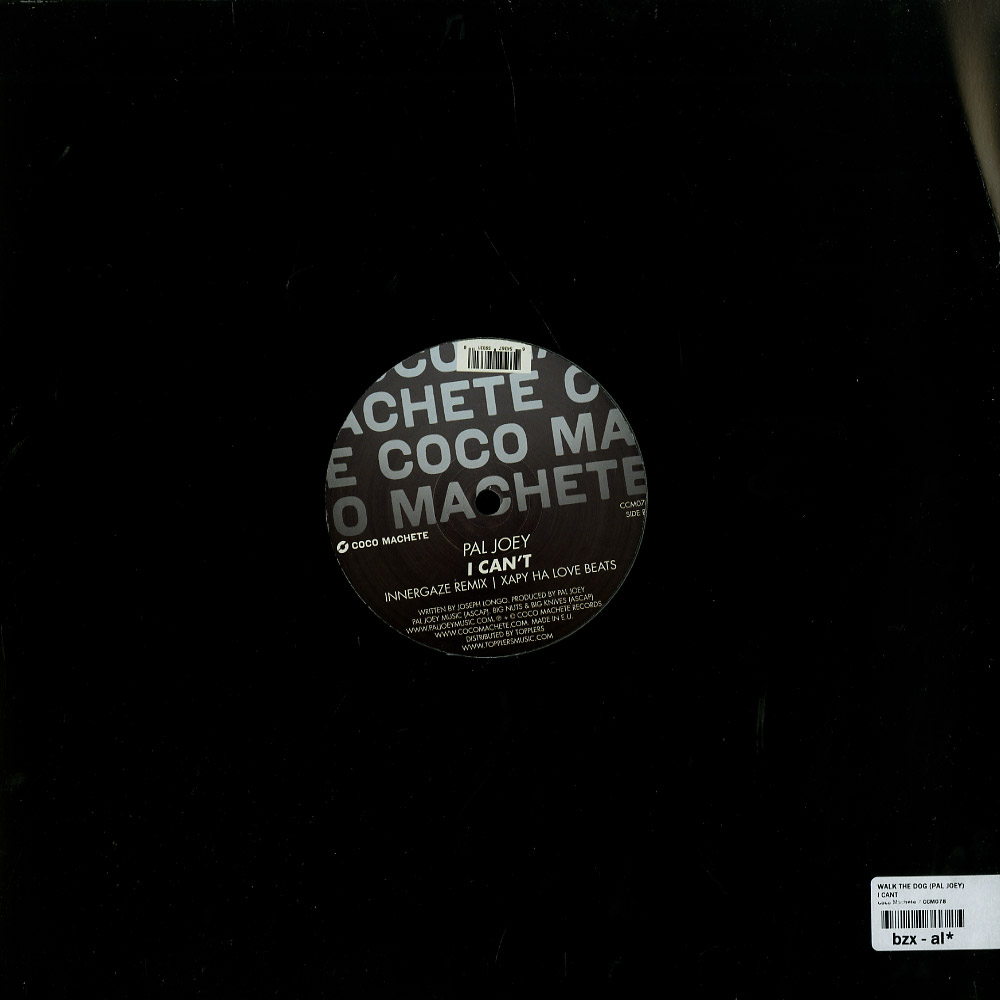 COCO
ACHETE C
E COCO MA
O MACHETE
CCM07
SIDE
COCO MACHETE
PAL JOEY
I CAN'T
INNERGAZE REMIX | XAPY HA LOVE BEATS
WRITTEN BY JOSEPH LONGO. PRODUCED BY PAL JOEY
PAL JOEY MUSIC (ASCAP), BIG NUTS & BIG KNIVES (ASCAP)
WWW.PALJOEYMUSIC.COM. ℗ + © COCO MACHETE RECORDS
WWW.COCOMACHETE.COM. MADE IN E.U.
DISTRIBUTED BY TOPPLERS
WWW.TOPPLERSMUSIC.COM
WALK THE DOG (PAL JOEY)
I CANT
Coco Machete / CCM078
bzx - al*